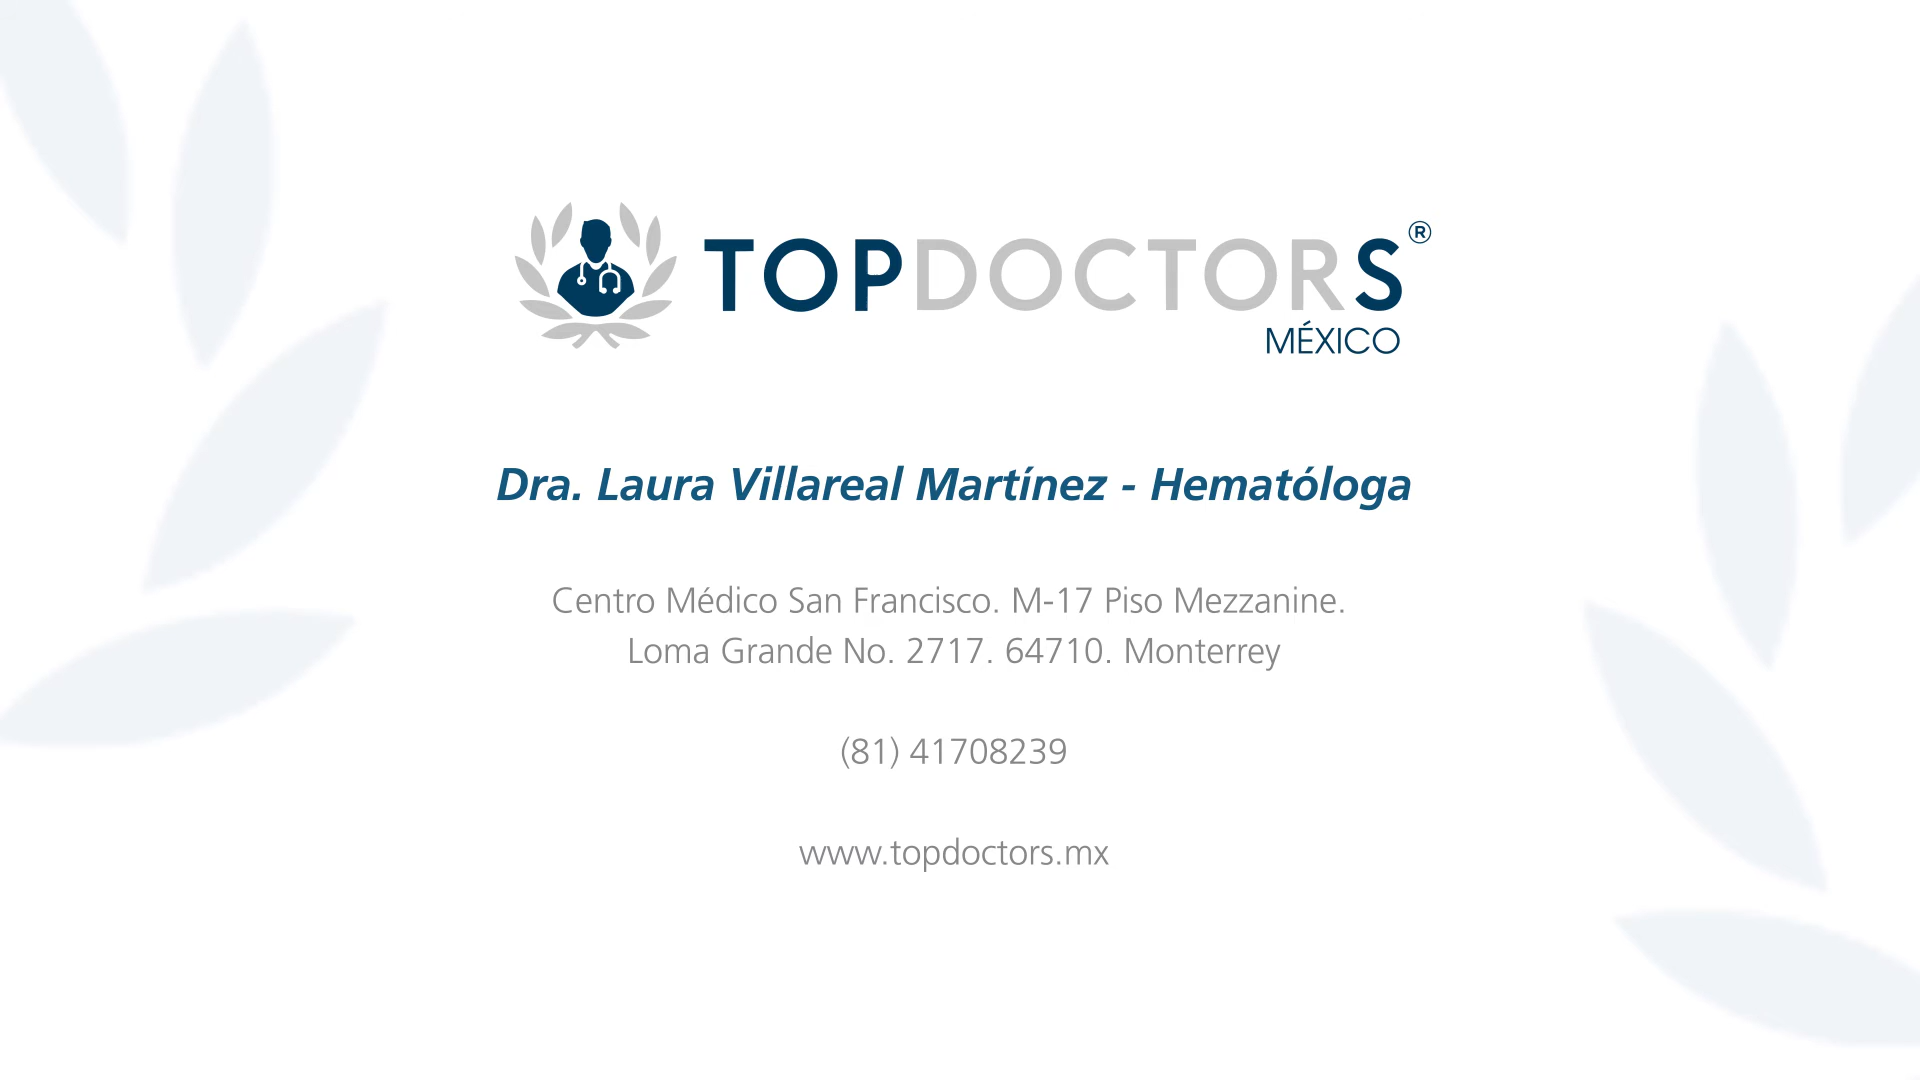 TOPDOCTORS®
MÉXICO
Dra. Laura Villareal Martínez - Hematóloga
Centro Médico San Francisco. M-17 Piso Mezzanine.
Loma Grande No. 2717. 64710. Monterrey
(81) 41708239
www.topdoctors.mx